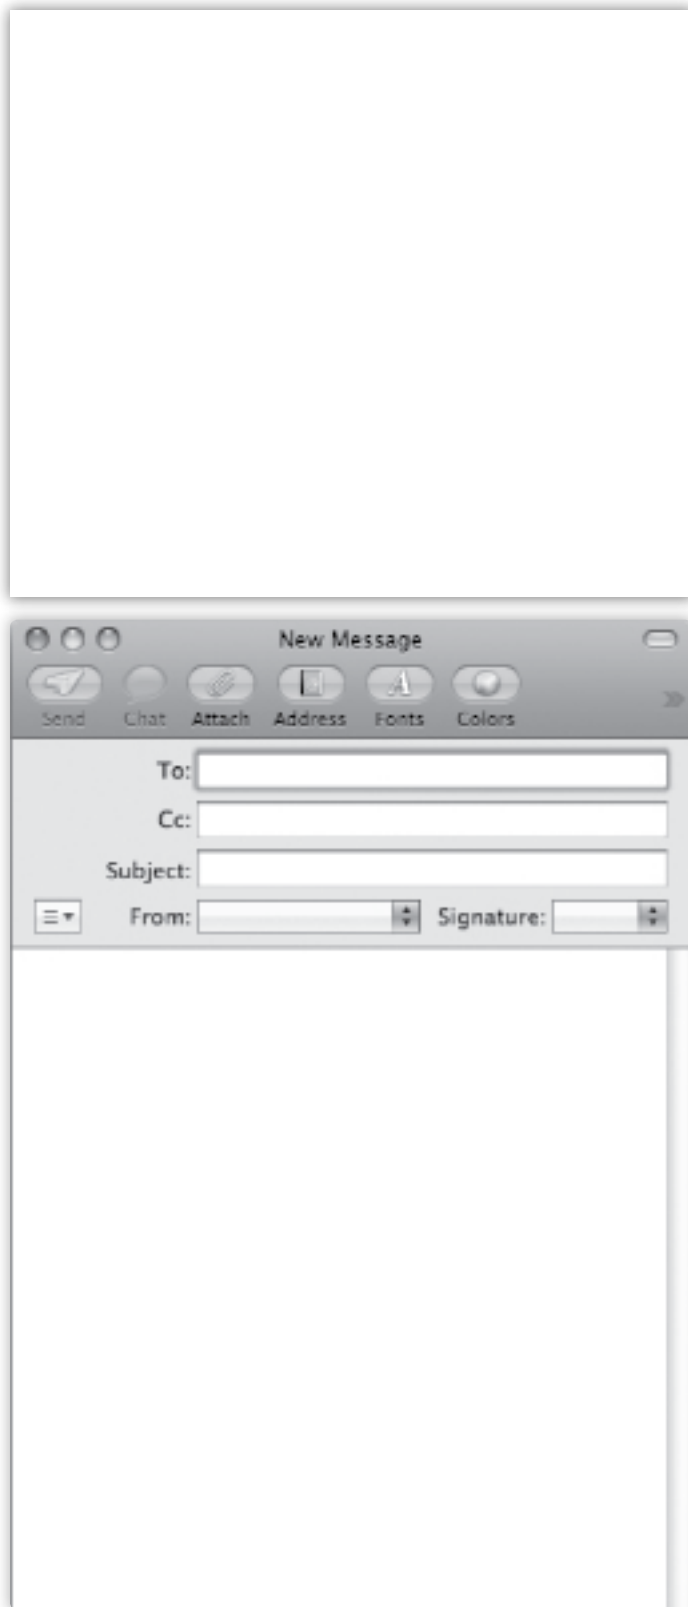 New Message
Send Chat Attach Address Fonts Colors
To:
Cc:
Subject:
From: Signature: